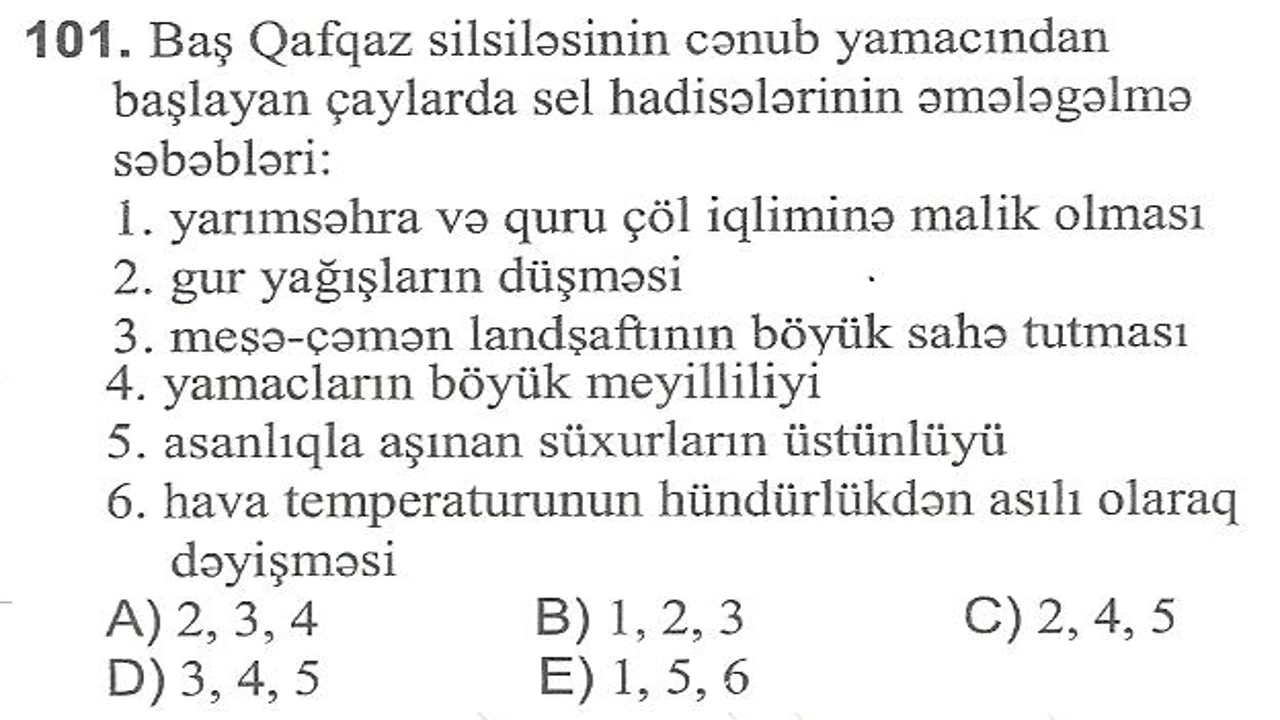 101. Baş Qafqaz silsiləsinin cənub yamacından
başlayan çaylarda sel hadisələrinin əmələgəlmə
səbəbləri:
1. yarımsəhra və quru çöl iqliminə malik olması
2. gur yağışların düşməsi
3. meşə-çəmən landşaftının böyük sahə tutması
4. yamacların böyük meyilliliyi
5. asanlıqla aşınan süxurların üstünlüyü
6. hava temperaturunun hündürlükdən asılı olaraq
dəyişməsi
A) 2, 3, 4 B) 1, 2, 3 C) 2, 4, 5
D) 3, 4, 5 E) 1, 5, 6